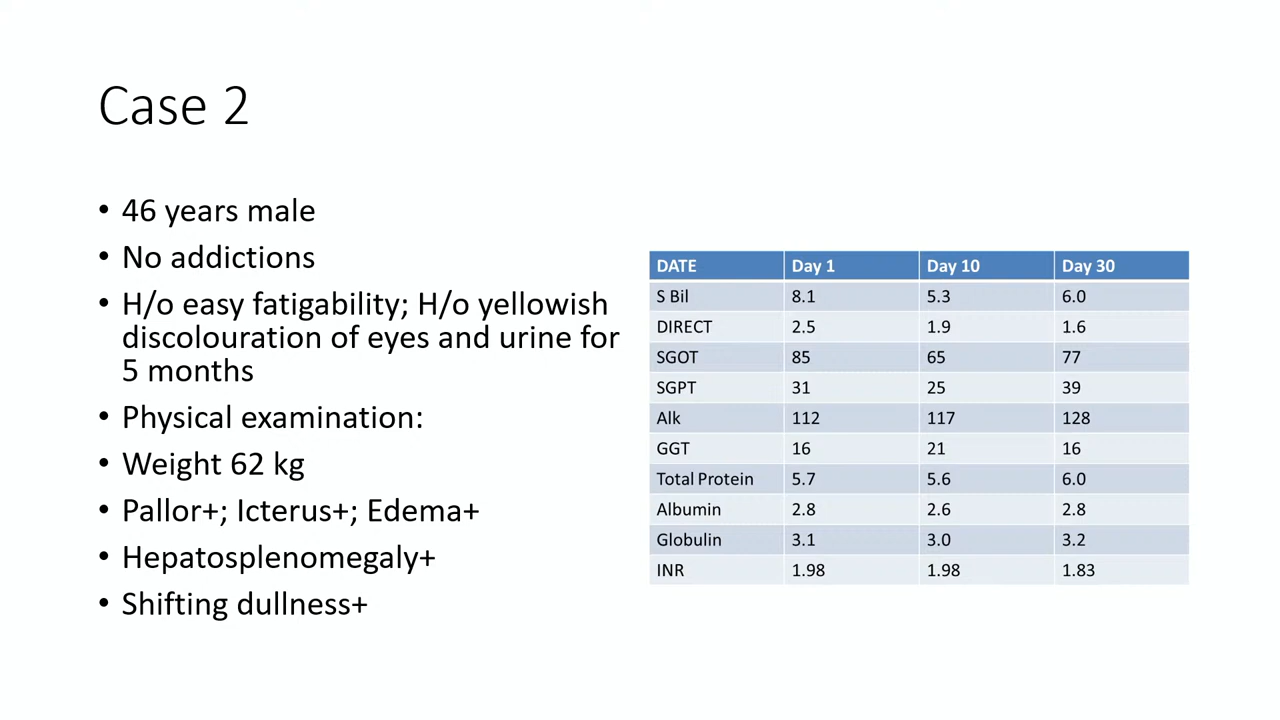 Case 2
• 46 years male
• No addictions
• H/o easy fatigability; H/o yellowish
discolouration of eyes and urine for
5 months
• Physical examination:
• Weight 62 kg
• Pallor+; Icterus+; Edema+
• Hepatosplenomegaly+
• Shifting dullness+
DATE Day 1 Day 10 Day 30
S Bil 8.1 5.3 6.0
DIRECT 2.5 1.9 1.6
SGOT 85 65 77
SGPT 31 25 39
Alk 112 117 128
GGT 16 21 16
Total Protein 5.7 5.6 6.0
Albumin 2.8 2.6 2.8
Globulin 3.1 3.0 3.2
INR 1.98 1.98 1.83